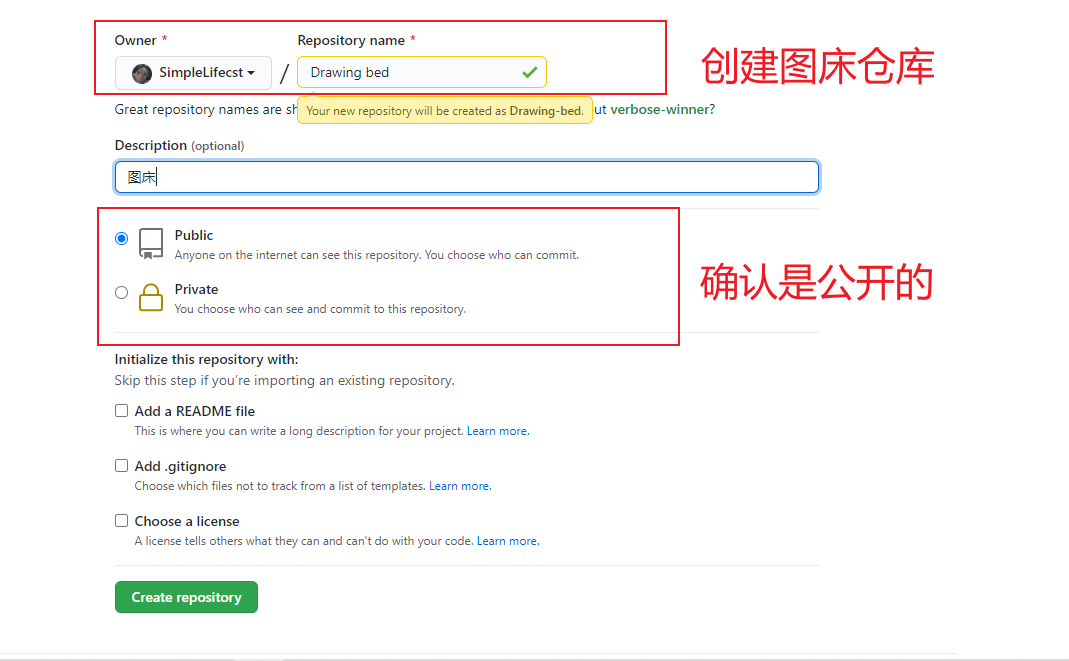 Owner * Repository name *
SimpleLifecst / Drawing bed
创建图床仓库
Great repository names are sh
Your new repository will be created as Drawing-bed.
ut verbose-winner?
Description (optional)
图床
Public
Anyone on the internet can see this repository. You choose who can commit.
Private
You choose who can see and commit to this repository.
确认是公开的
Initialize this repository with:
Skip this step if you're importing an existing repository.
Add a README file
This is where you can write a long description for your project. Learn more.
Add .gitignore
Choose which files not to track from a list of templates. Learn more.
Choose a license
A license tells others what they can and can't do with your code. Learn more.
Create repository